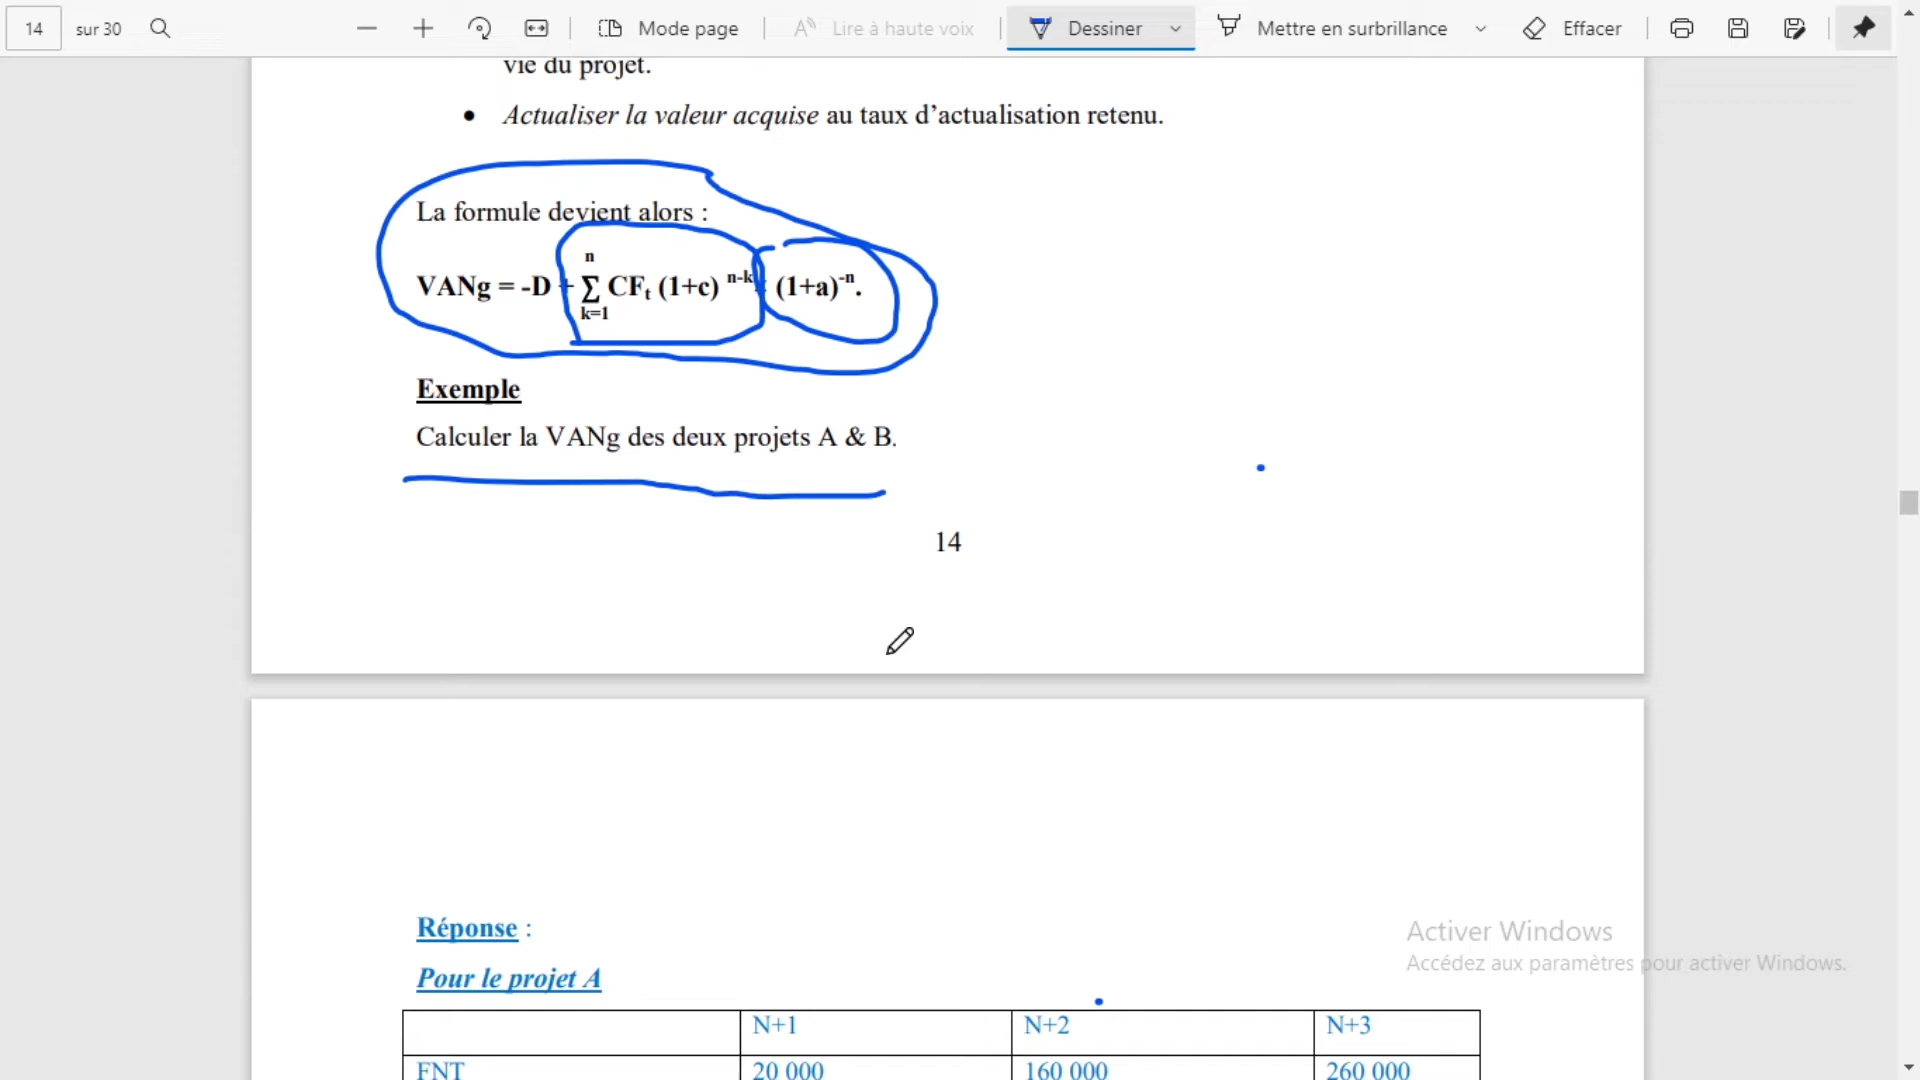 14 sur 30 Mode page Lire à haute voix Dessiner Mettre en surbrillance Effacer
vie du projet.
• Actualiser la valeur acquise au taux d’actualisation retenu.
La formule devient alors :
n
VANg = -D + ∑ CFt (1+c) n-k (1+a)-n.
k=1
Exemple
Calculer la VANg des deux projets A & B.
14
Réponse :
Pour le projet A
N+1 N+2 N+3
FNT 20 000 160 000 260 000
Activer Windows
Accédez aux paramètres pour activer Windows.